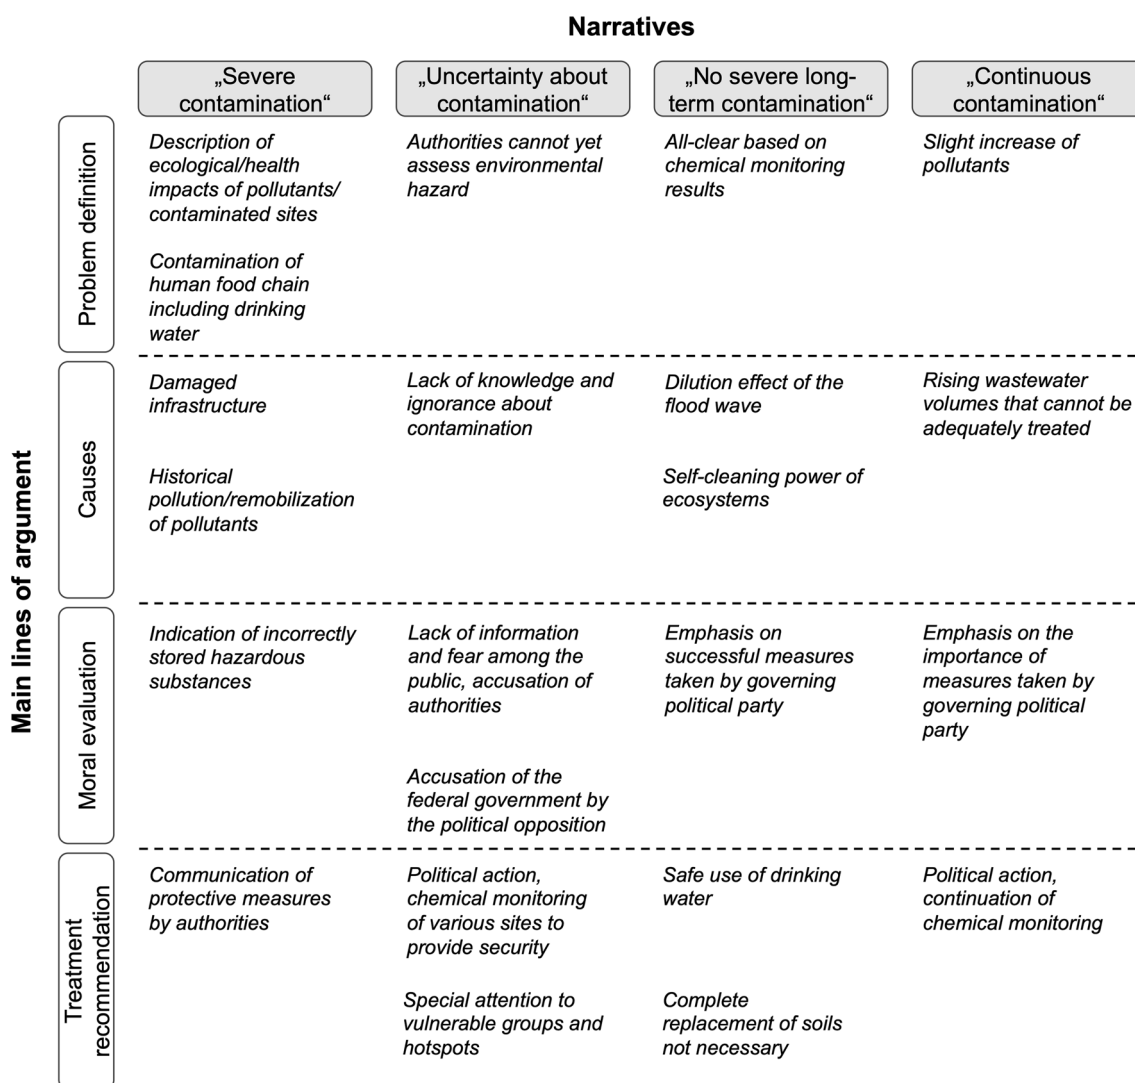 Narratives
„Severe
contamination“
„Uncertainty about
contamination“
„No severe long-
term contamination“
„Continuous
contamination“
Main lines of argument
Problem definition
Description of
ecological/health
impacts of pollutants/
contaminated sites
Contamination of
human food chain
including drinking
water
Authorities cannot yet
assess environmental
hazard
All-clear based on
chemical monitoring
results
Slight increase of
pollutants
Causes
Damaged
infrastructure
Historical
pollution/remobilization
of pollutants
Lack of knowledge and
ignorance about
contamination
Dilution effect of the
flood wave
Self-cleaning power of
ecosystems
Rising wastewater
volumes that cannot be
adequately treated
Moral evaluation
Indication of incorrectly
stored hazardous
substances
Lack of information
and fear among the
public, accusation of
authorities
Accusation of the
federal government by
the political opposition
Emphasis on
successful measures
taken by governing
political party
Emphasis on the
importance of
measures taken by
governing political
party
Treatment
recommendation
Communication of
protective measures
by authorities
Political action,
chemical monitoring
of various sites to
provide security
Special attention to
vulnerable groups and
hotspots
Safe use of drinking
water
Complete
replacement of soils
not necessary
Political action,
continuation of
chemical monitoring